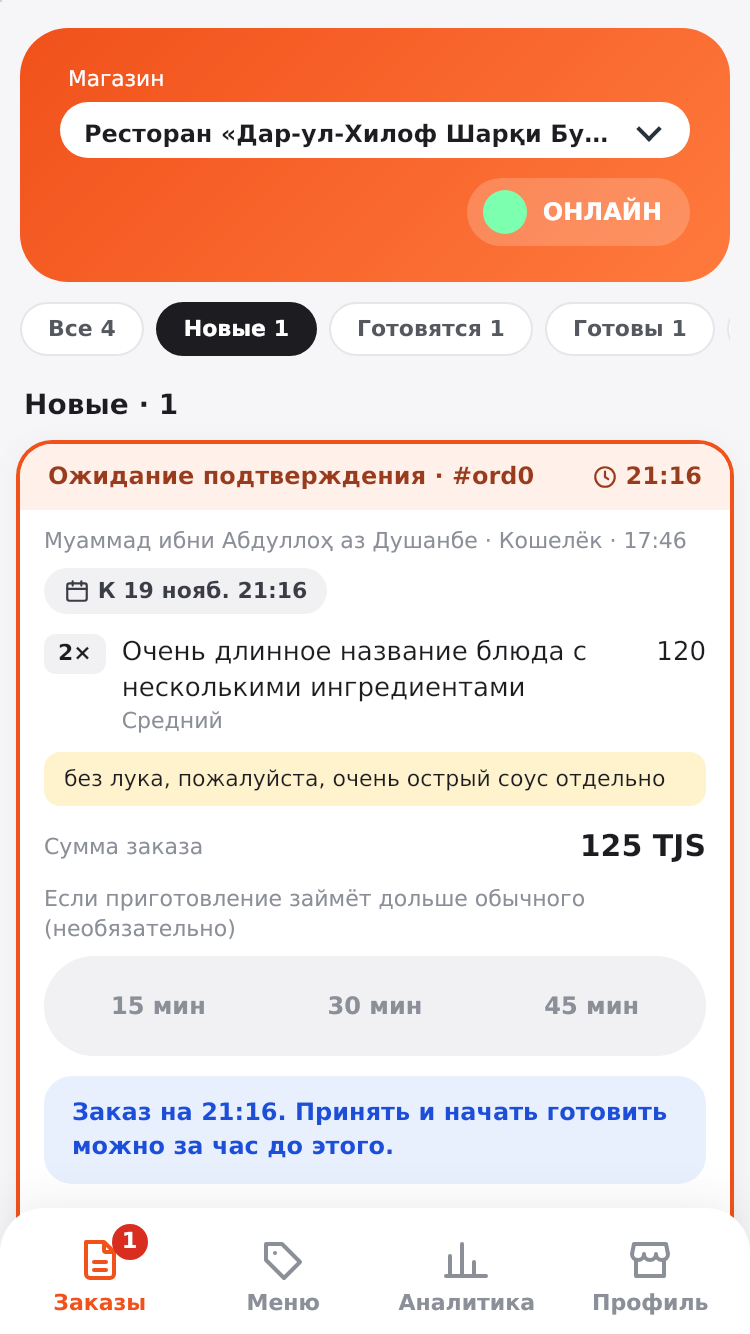 Магазин
Ресторан «Дар-ул-Хилоф Шарқи Бу...
ОНЛАЙН
Все 4
Новые 1
Готовятся 1
Готовы 1
Новые · 1
Ожидание подтверждения · #ord0
21:16
Муаммад ибни Абдуллоҳ аз Душанбе · Кошелёк · 17:46
К 19 нояб. 21:16
2× Очень длинное название блюда с 120
несколькими ингредиентами
Средний
без лука, пожалуйста, очень острый соус отдельно
Сумма заказа 125 TJS
Если приготовление займёт дольше обычного
(необязательно)
15 мин 30 мин 45 мин
Заказ на 21:16. Принять и начать готовить
можно за час до этого.
1
Заказы Меню Аналитика Профиль